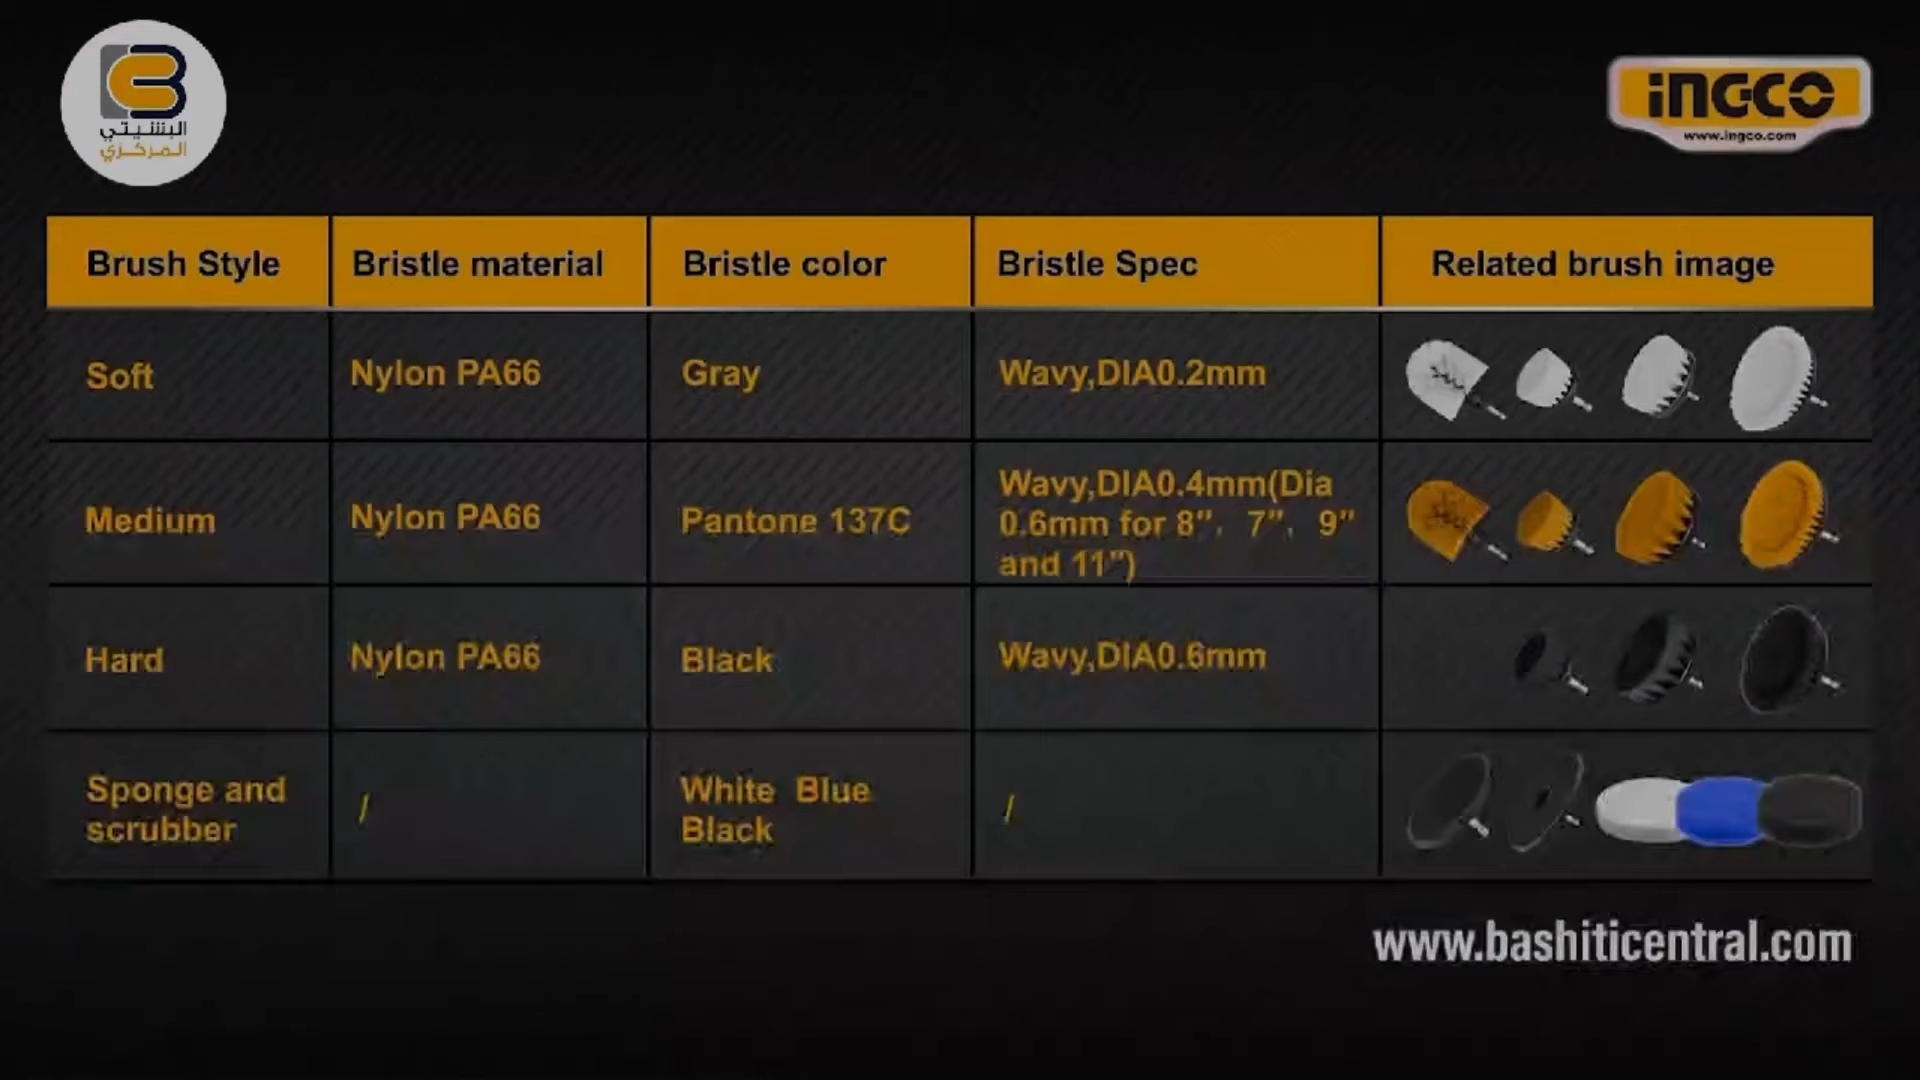 البشيتي
المركزي
INGCO
www.ingco.com
Brush Style
Bristle material
Bristle color
Bristle Spec
Related brush image
Soft
Nylon PA66
Gray
Wavy,DIA0.2mm
Medium
Nylon PA66
Pantone 137C
Wavy,DIA0.4mm(Dia
0.6mm for 8”, 7”, 9”
and 11”)
Hard
Nylon PA66
Black
Wavy,DIA0.6mm
Sponge and
scrubber
/
White Blue
Black
/
www.bashiticentral.com